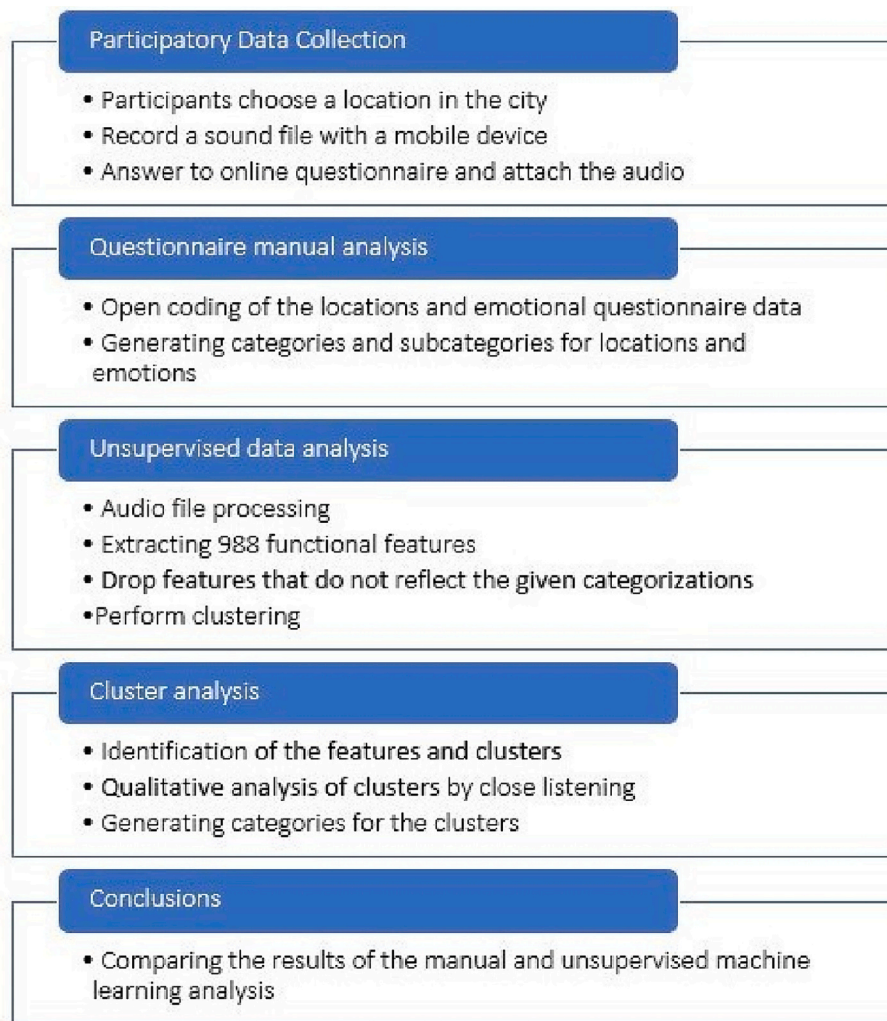 Participatory Data Collection
• Participants choose a location in the city
• Record a sound file with a mobile device
• Answer to online questionnaire and attach the audio
Questionnaire manual analysis
• Open coding of the locations and emotional questionnaire data
• Generating categories and subcategories for locations and
emotions
Unsupervised data analysis
• Audio file processing
• Extracting 988 functional features
• Drop features that do not reflect the given categorizations
•Perform clustering
Cluster analysis
• Identification of the features and clusters
• Qualitative analysis of clusters by close listening
• Generating categories for the clusters
Conclusions
• Comparing the results of the manual and unsupervised machine
learning analysis